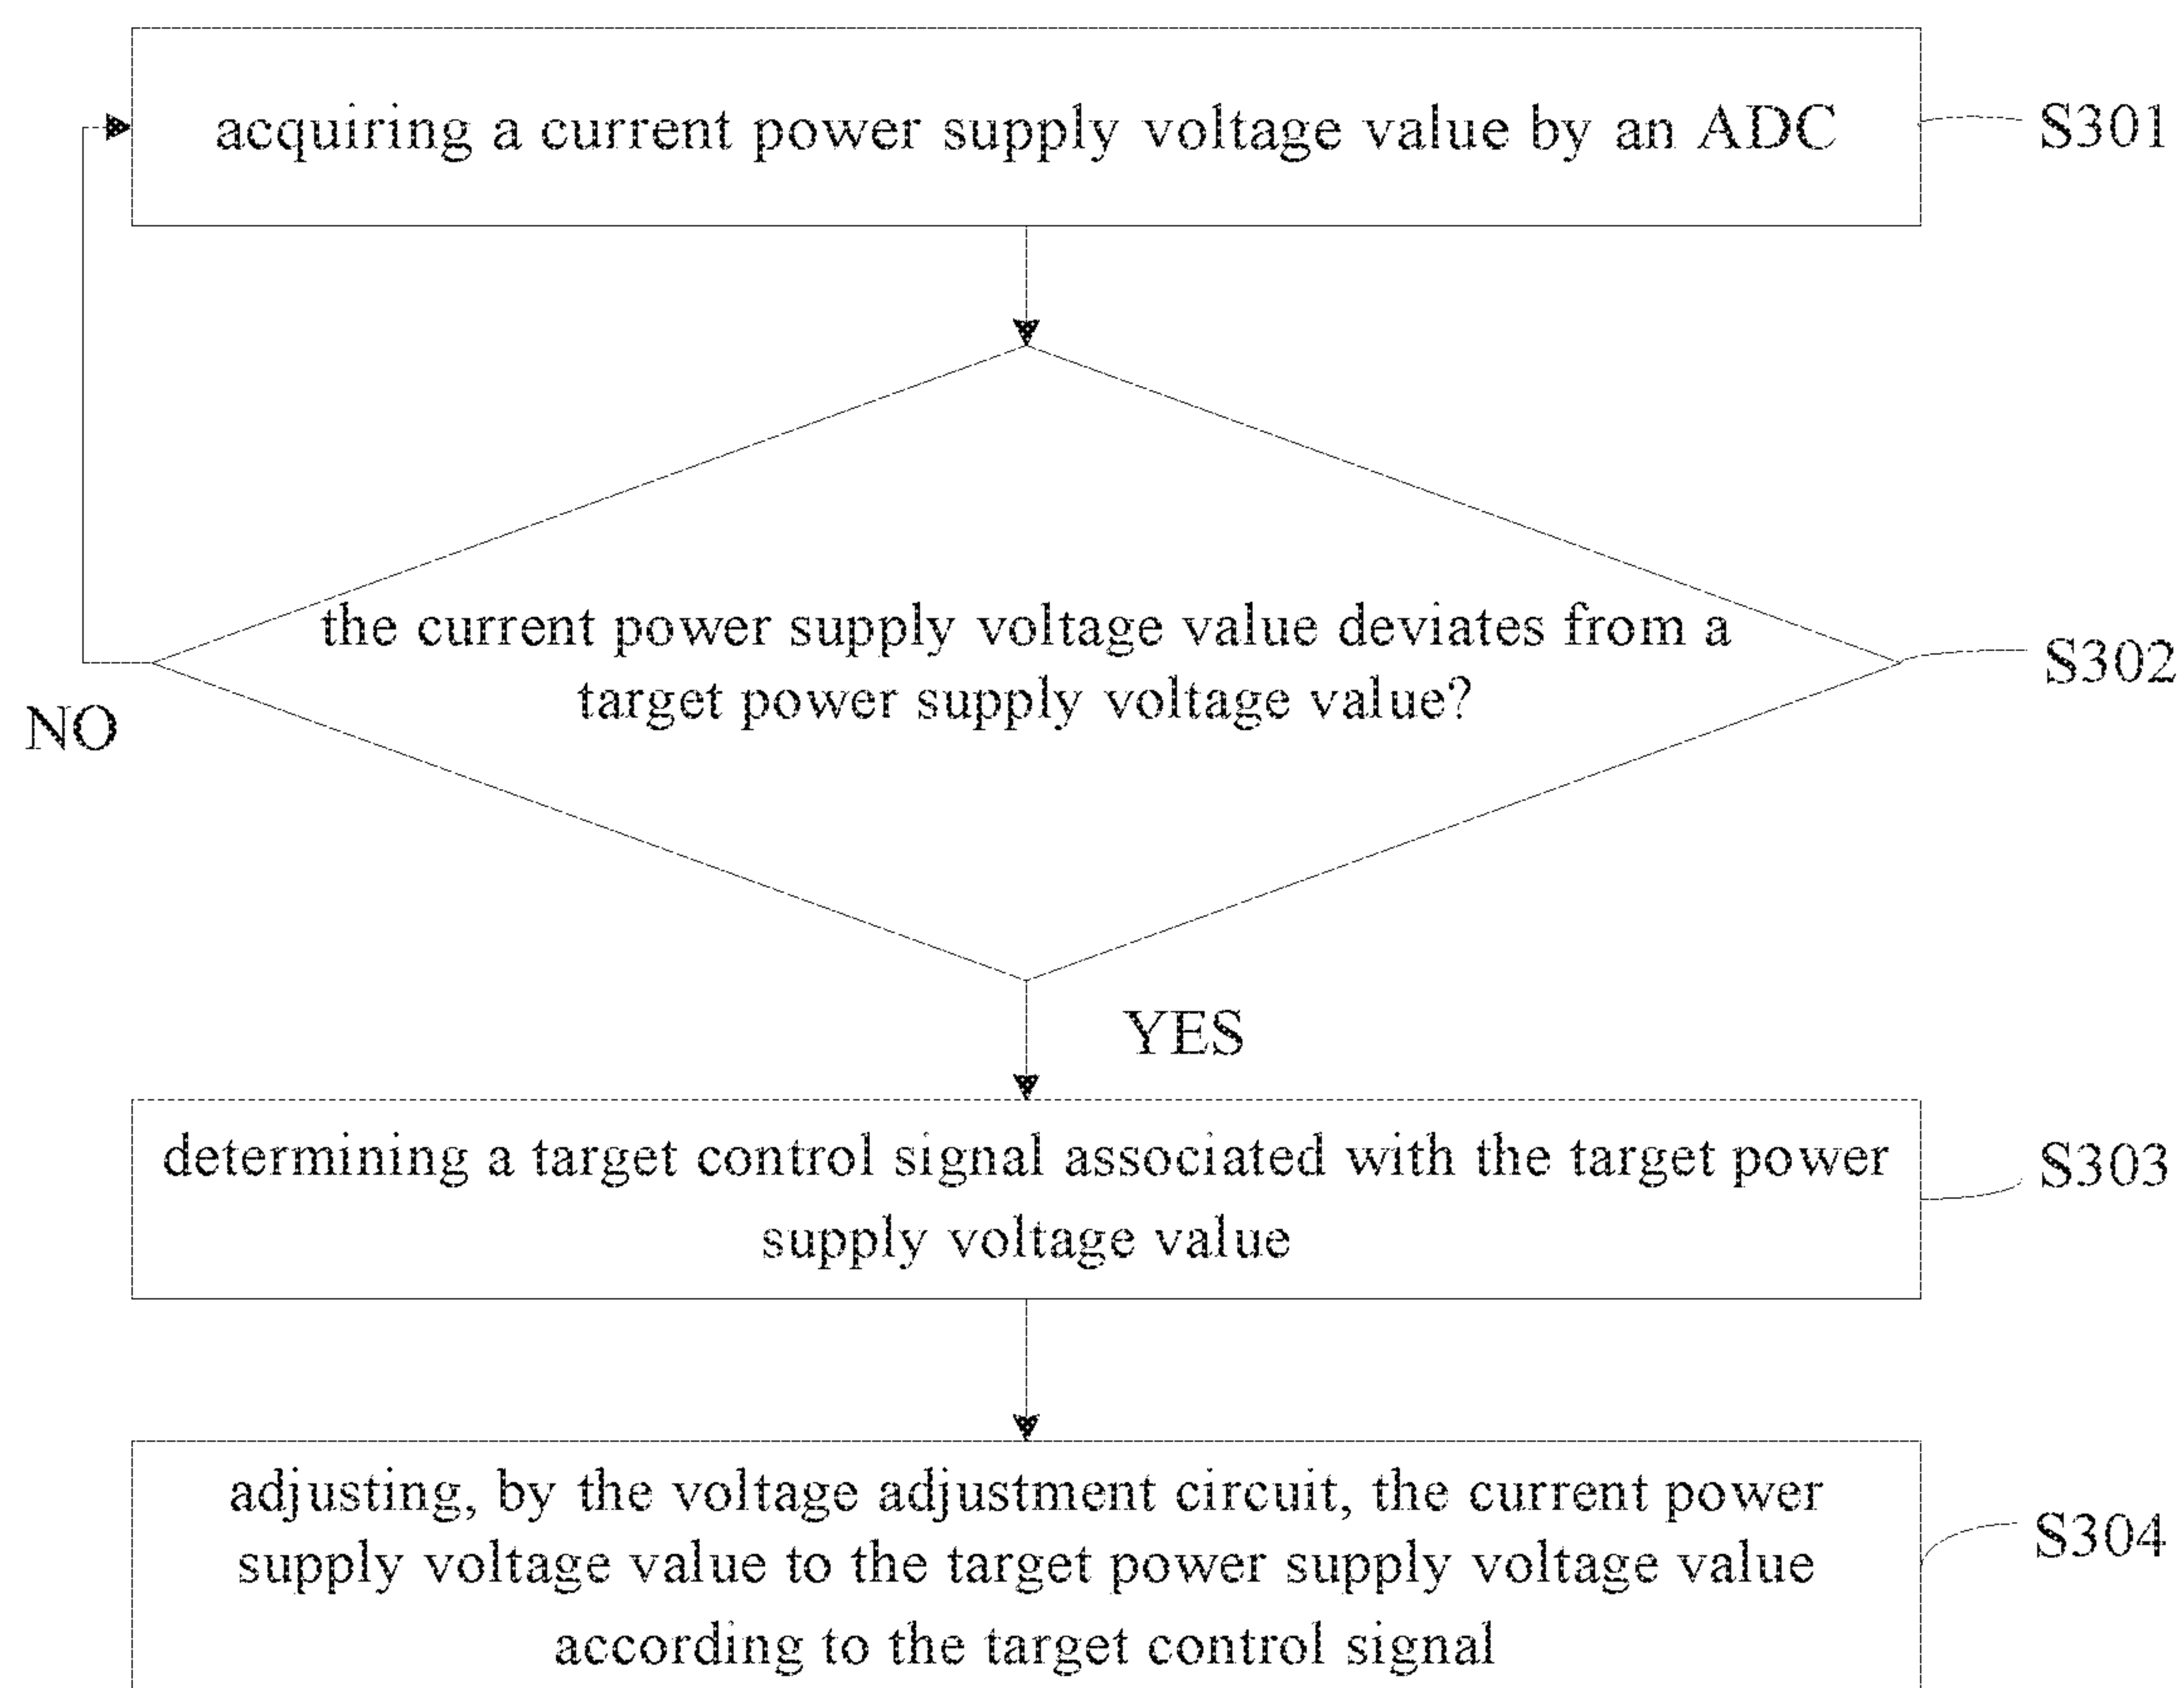 acquiring a current power supply voltage value by an ADC
S301
the current power supply voltage value deviates from a
target power supply voltage value?
S302
NO
YES
determining a target control signal associated with the target power
supply voltage value
S303
adjusting, by the voltage adjustment circuit, the current power
supply voltage value to the target power supply voltage value
according to the target control signal
S304